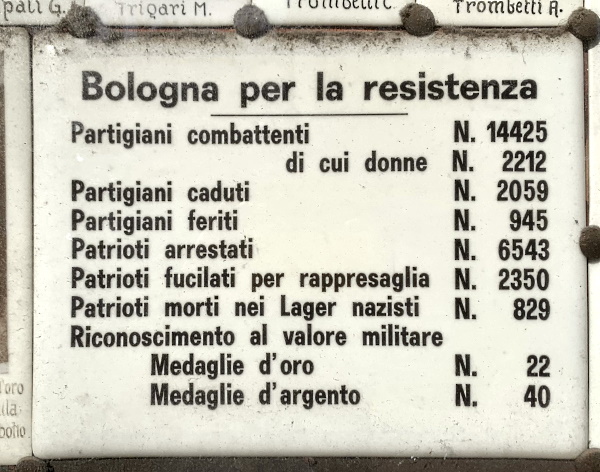 pali G.
Trigari M.
Trombetti C.
Trombetti A.
Bologna per la resistenza
Partigiani combattenti N. 14425
di cui donne N. 2212
Partigiani caduti N. 2059
Partigiani feriti N. 945
Patrioti arrestati N. 6543
Patrioti fucilati per rappresaglia N. 2350
Patrioti morti nei Lager nazisti N. 829
Riconoscimento al valore militare
Medaglie d'oro N. 22
Medaglie d'argento N. 40